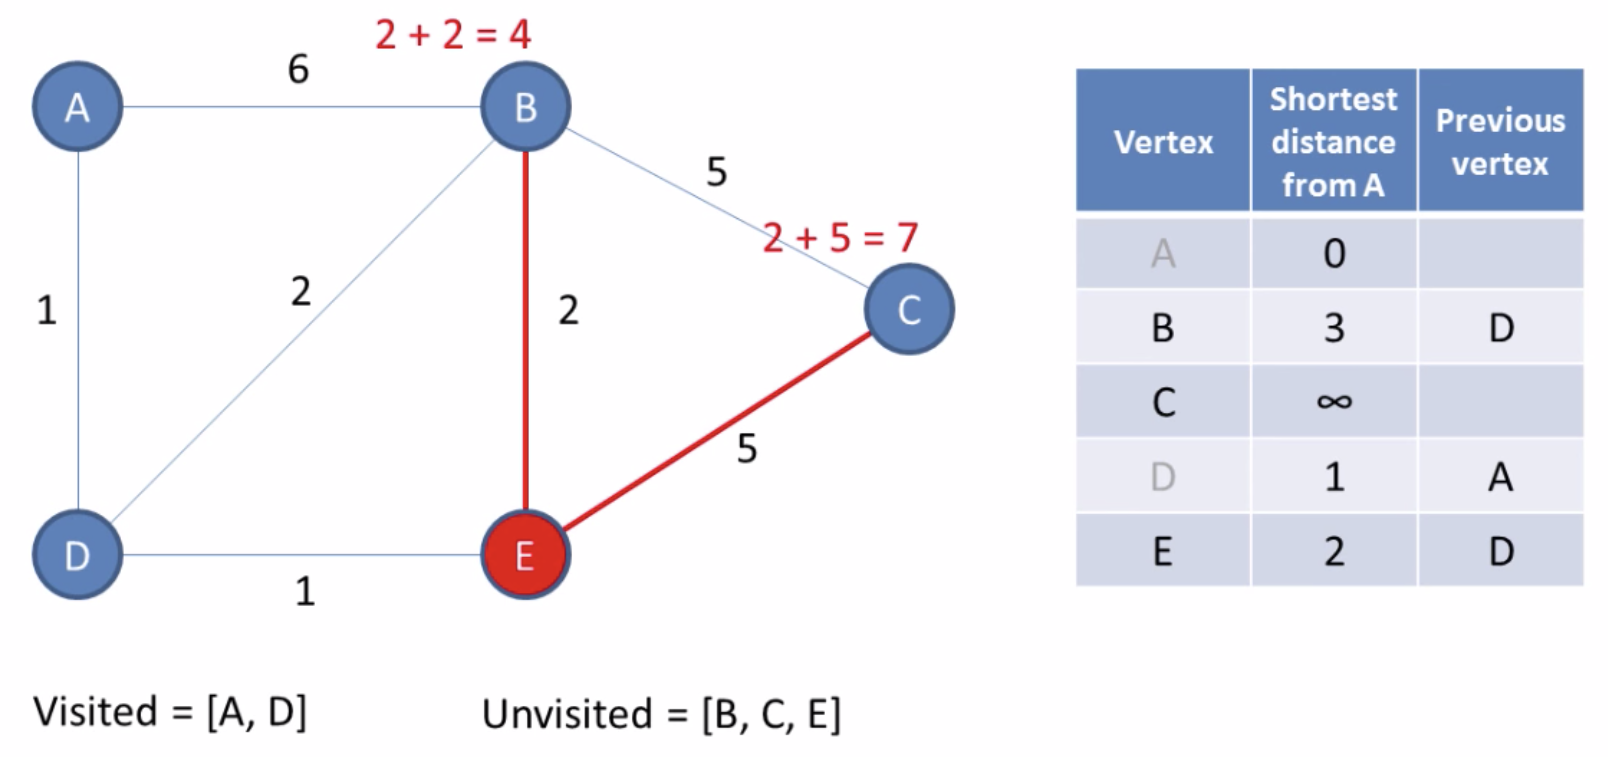 2 + 2 = 4
6
A
B
5
2 + 5 = 7
2
1
2
C
5
D
E
1
Visited = [A, D]
Unvisited = [B, C, E]
Vertex
Shortest
distance
from A
Previous
vertex
A 0
B 3 D
C ∞
D 1 A
E 2 D